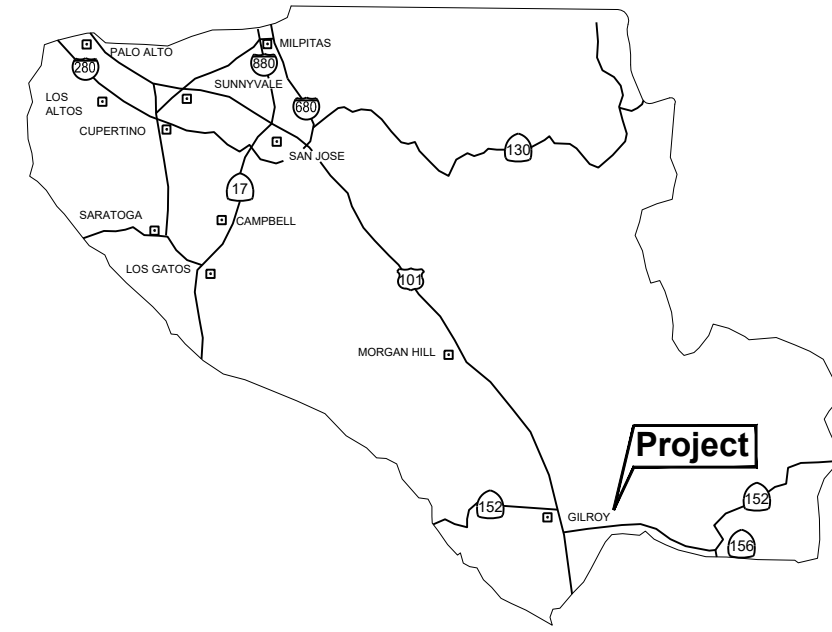 PALO ALTO
MILPITAS
280
880
SUNNYVALE
LOS
ALTOS
680
CUPERTINO
130
SAN JOSE
17
SARATOGA
CAMPBELL
LOS GATOS
101
MORGAN HILL
Project
152
152
GILROY
156